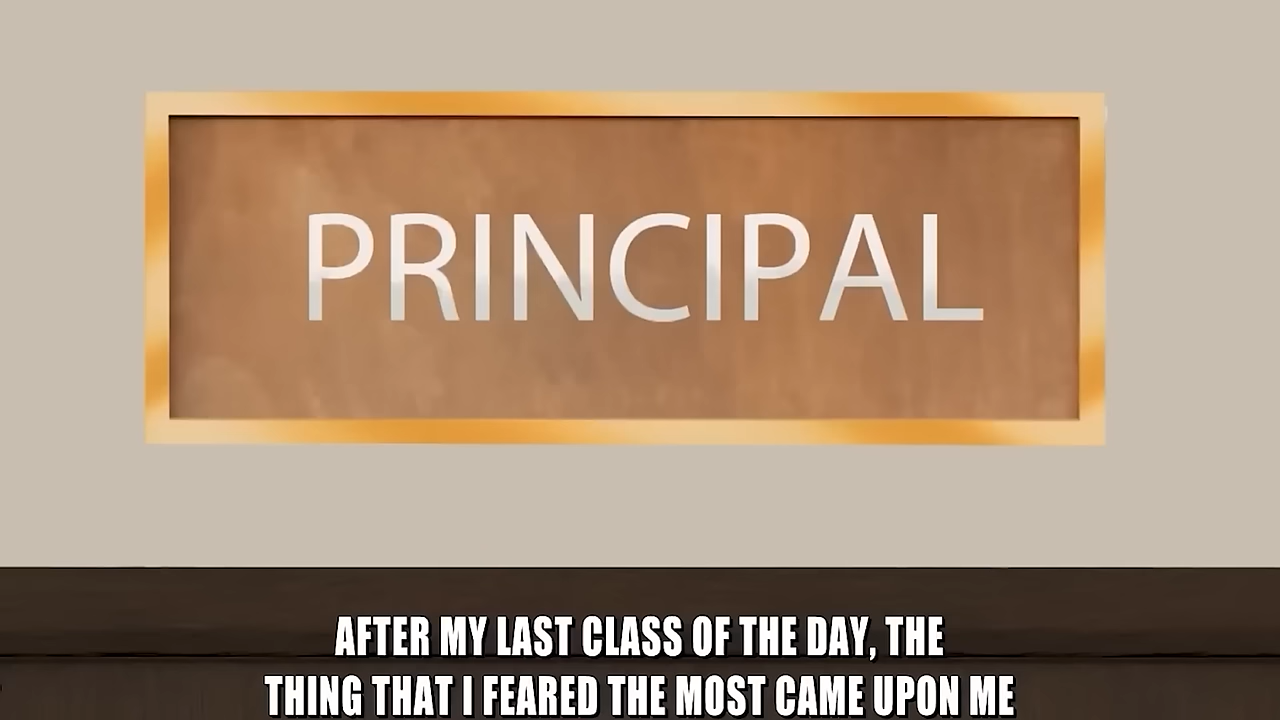 PRINCIPAL
AFTER MY LAST CLASS OF THE DAY, THE
THING THAT I FEARED THE MOST CAME UPON ME